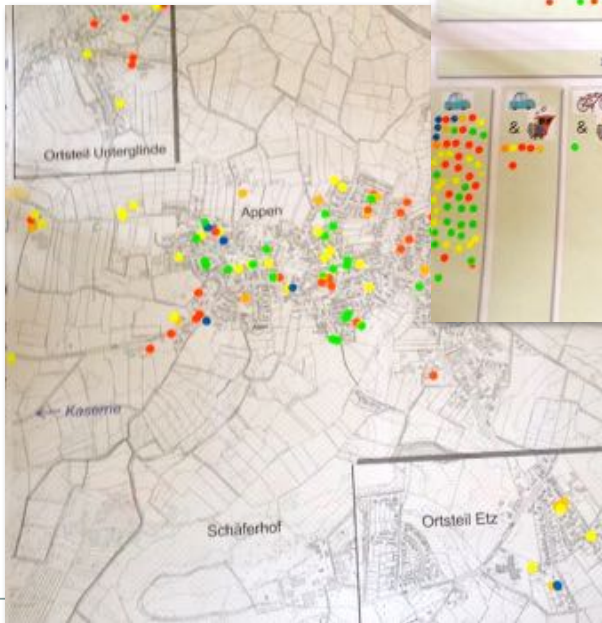 Ortsteil Unterglinde
&
&
Appen
Kaserne
Schäferhof
Ortsteil Etz